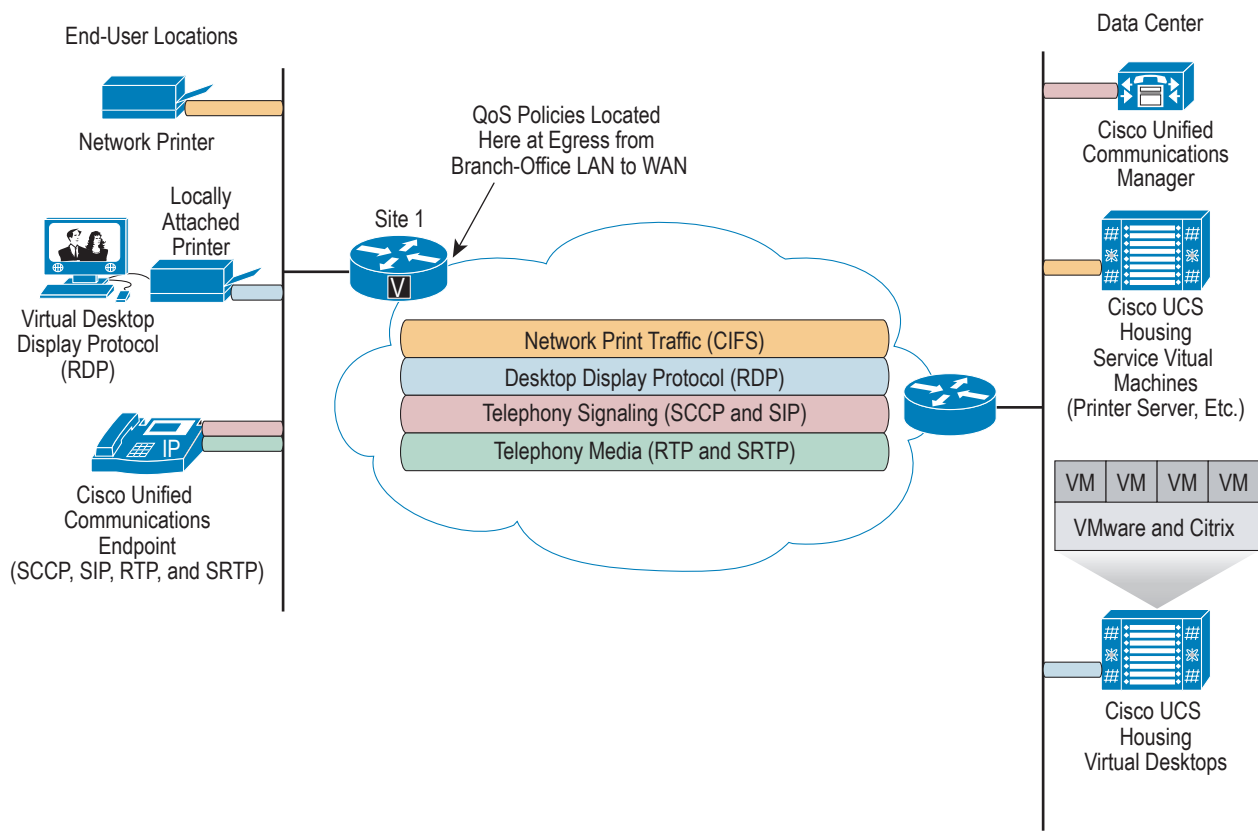 End-User Locations
Network Printer
Locally
Attached
Printer
Virtual Desktop
Display Protocol
(RDP)
IP
Cisco Unified
Communications
Endpoint
(SCCP, SIP, RTP, and SRTP)
QoS Policies Located
Here at Egress from
Branch-Office LAN to WAN
Site 1
V
Network Print Traffic (CIFS)
Desktop Display Protocol (RDP)
Telephony Signaling (SCCP and SIP)
Telephony Media (RTP and SRTP)
Data Center
Cisco Unified
Communications
Manager
Cisco UCS
Housing
Service Vitual
Machines
(Printer Server, Etc.)
VM VM VM VM
VMware and Citrix
Cisco UCS
Housing
Virtual Desktops